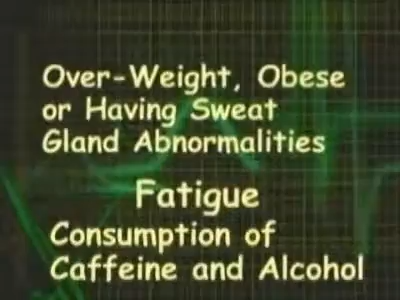 Over-Weight, Obese
or Having Sweat
Gland Abnormalities
Fatigue
Consumption of
Caffeine and Alcohol